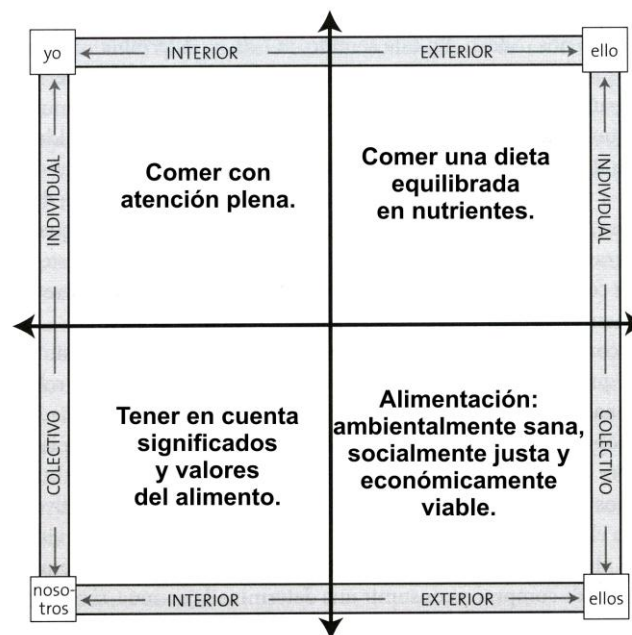 yo
INTERIOR
EXTERIOR
ello
INDIVIDUAL
INDIVIDUAL
Comer con
atención plena.
Comer una dieta
equilibrada
en nutrientes.
COLECTIVO
COLECTIVO
Tener en cuenta
significados
y valores
del alimento.
Alimentación:
ambientalmente sana,
socialmente justa y
económicamente
viable.
noso-
tros
INTERIOR
EXTERIOR
ellos